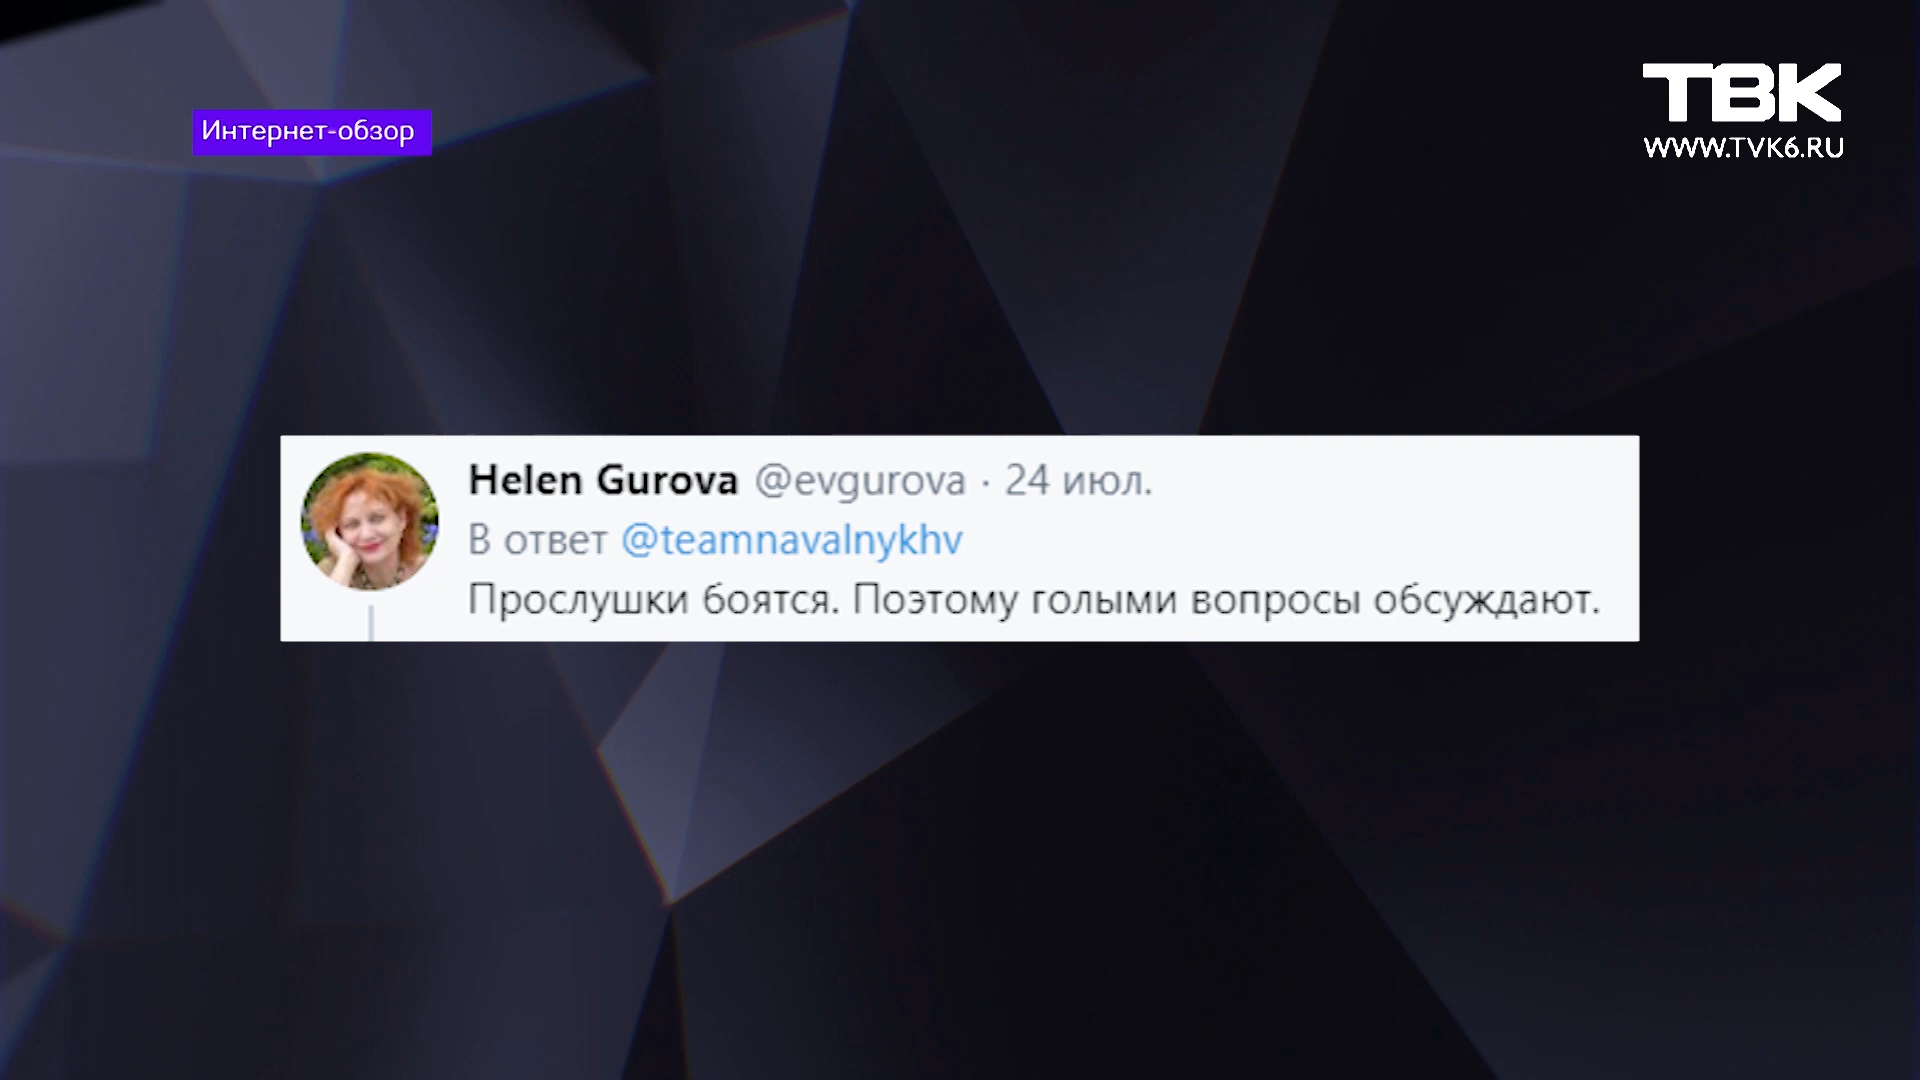 ТВК
Интернет-обзор
WWW.TVK6.RU
Helen Gurova @evgurova · 24 июл.
В ответ @teamnavalnykhv
Прослушки боятся. Поэтому голыми вопросы обсуждают.